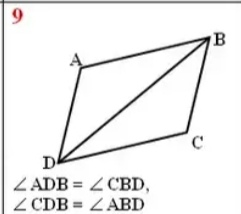 9
A
B
C
D
∠ADB = ∠CBD,
∠CDB = ∠ABD